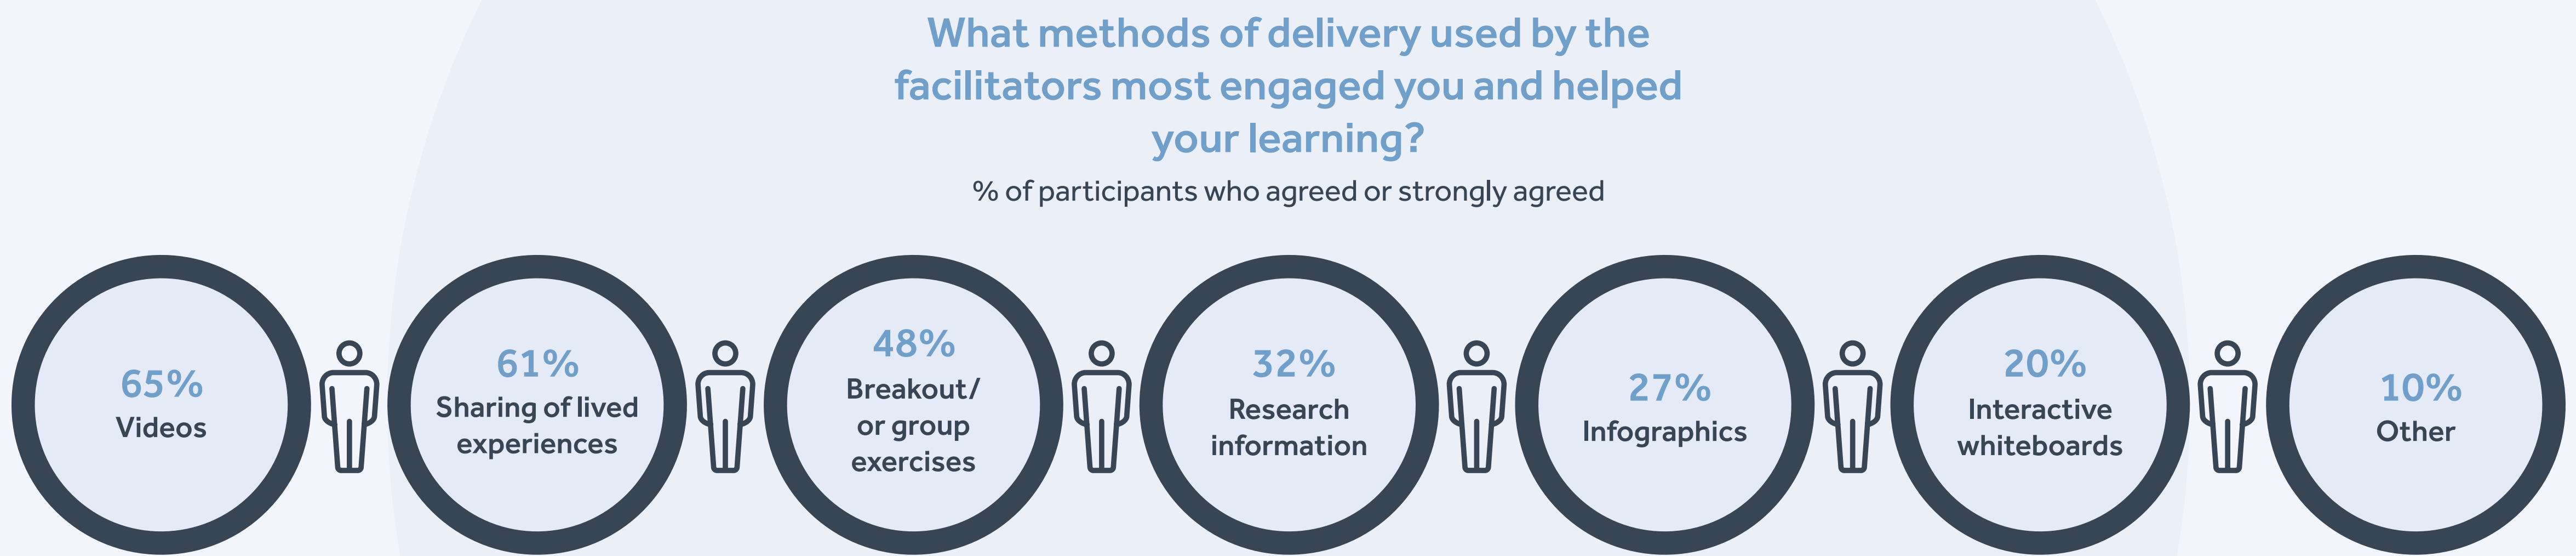 What methods of delivery used by the
facilitators most engaged you and helped
your learning?
% of participants who agreed or strongly agreed
65%
Videos
61%
Sharing of lived
experiences
48%
Breakout/
or group
exercises
32%
Research
information
27%
Infographics
20%
Interactive
whiteboards
10%
Other